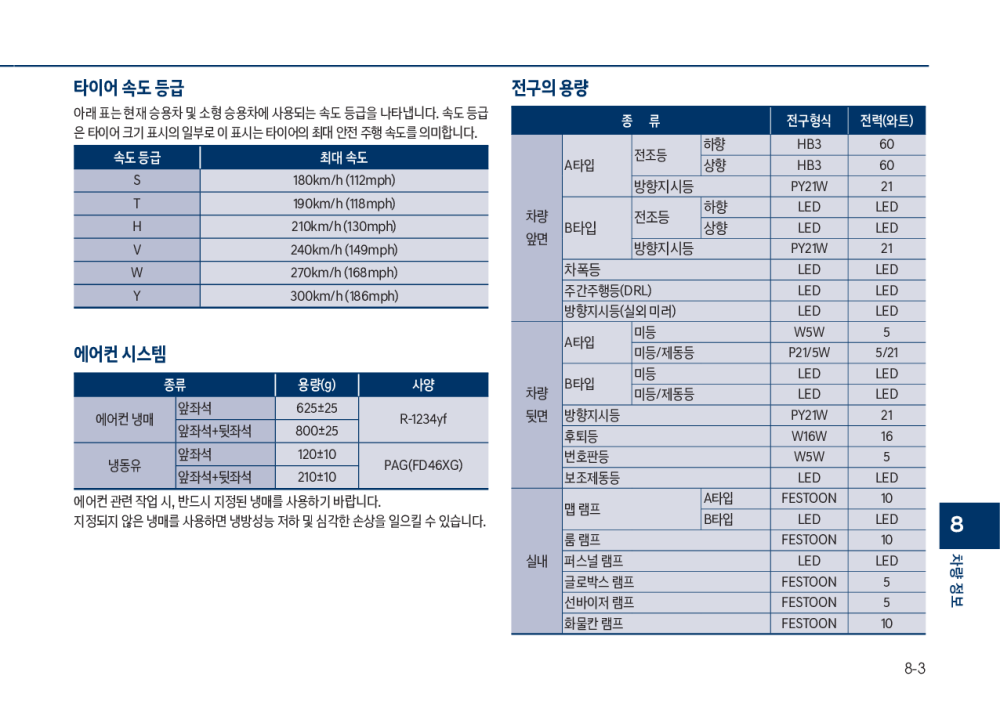 타이어 속도 등급
아래 표는 현재 승용차 및 소형 승용차에 사용되는 속도 등급을 나타냅니다. 속도 등급
은 타이어 크기 표시의 일부로 이 표시는 타이어의 최대 안전 주행 속도를 의미합니다.
속도 등급 최대 속도
S 180km/h (112mph)
T 190km/h (118mph)
H 210km/h (130mph)
V 240km/h (149mph)
W 270km/h (168mph)
Y 300km/h (186mph)
에어컨 시스템
종류 용량(g) 사양
에어컨 냉매 앞좌석 625±25 R-1234yf
앞좌석+뒷좌석 800±25
냉동유 앞좌석 120±10 PAG(FD46XG)
앞좌석+뒷좌석 210±10
에어컨 관련 작업 시, 반드시 지정된 냉매를 사용하기 바랍니다.
지정되지 않은 냉매를 사용하면 냉방성능 저하 및 심각한 손상을 일으킬 수 있습니다.
전구의 용량
종 류 전구형식 전력(와트)
차량 앞면 A타입 전조등 하향 HB3 60
상향 HB3 60
방향지시등 PY21W 21
B타입 전조등 하향 LED LED
상향 LED LED
방향지시등 PY21W 21
차폭등 LED LED
주간주행등(DRL) LED LED
방향지시등(실외 미러) LED LED
차량 뒷면 A타입 미등 W5W 5
미등/제동등 P21/5W 5/21
B타입 미등 LED LED
미등/제동등 LED LED
방향지시등 PY21W 21
후퇴등 W16W 16
번호판등 W5W 5
보조제동등 LED LED
실내 맵 램프 A타입 FESTOON 10
B타입 LED LED
룸 램프 FESTOON 10
퍼스널 램프 LED LED
글로박스 램프 FESTOON 5
선바이저 램프 FESTOON 5
화물칸 램프 FESTOON 10
8
차량 정보
8-3